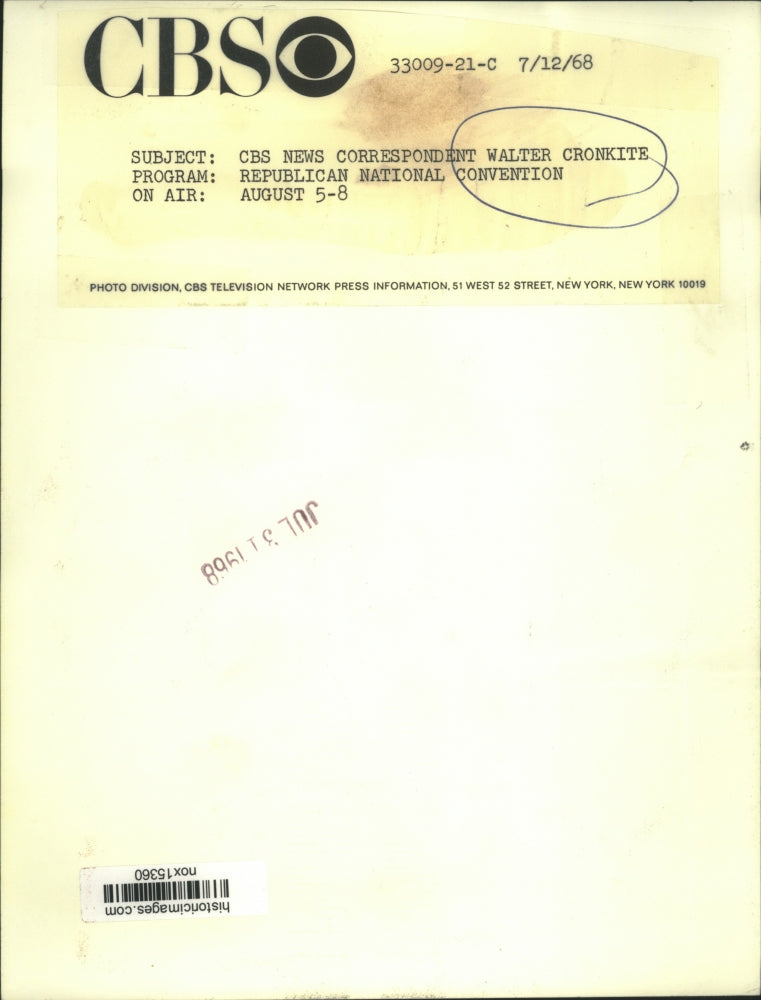 CBS
33009-21-C 7/12/68
SUBJECT: CBS NEWS CORRESPONDENT WALTER CRONKITE
PROGRAM: REPUBLICAN NATIONAL CONVENTION
ON AIR: AUGUST 5-8
PHOTO DIVISION, CBS TELEVISION NETWORK PRESS INFORMATION, 51 WEST 52 STREET, NEW YORK, NEW YORK 10019
JUL 31 1968
historicimages.com
nox15360